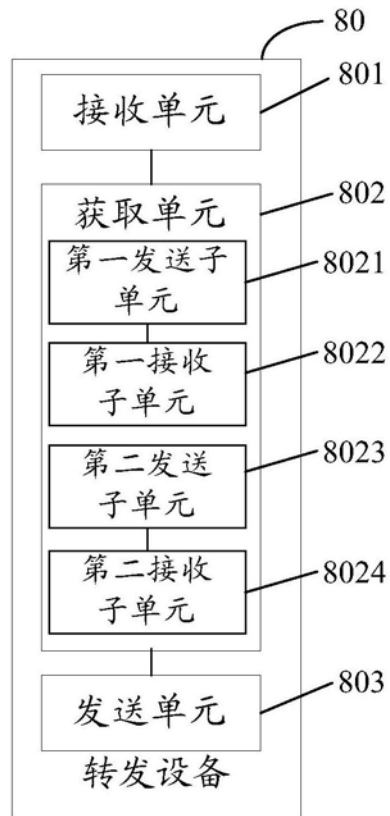 80
接收单元
801
获取单元
802
第一发送子
单元
8021
第一接收
子单元
8022
第二发送
子单元
8023
第二接收
子单元
8024
发送单元
803
转发设备